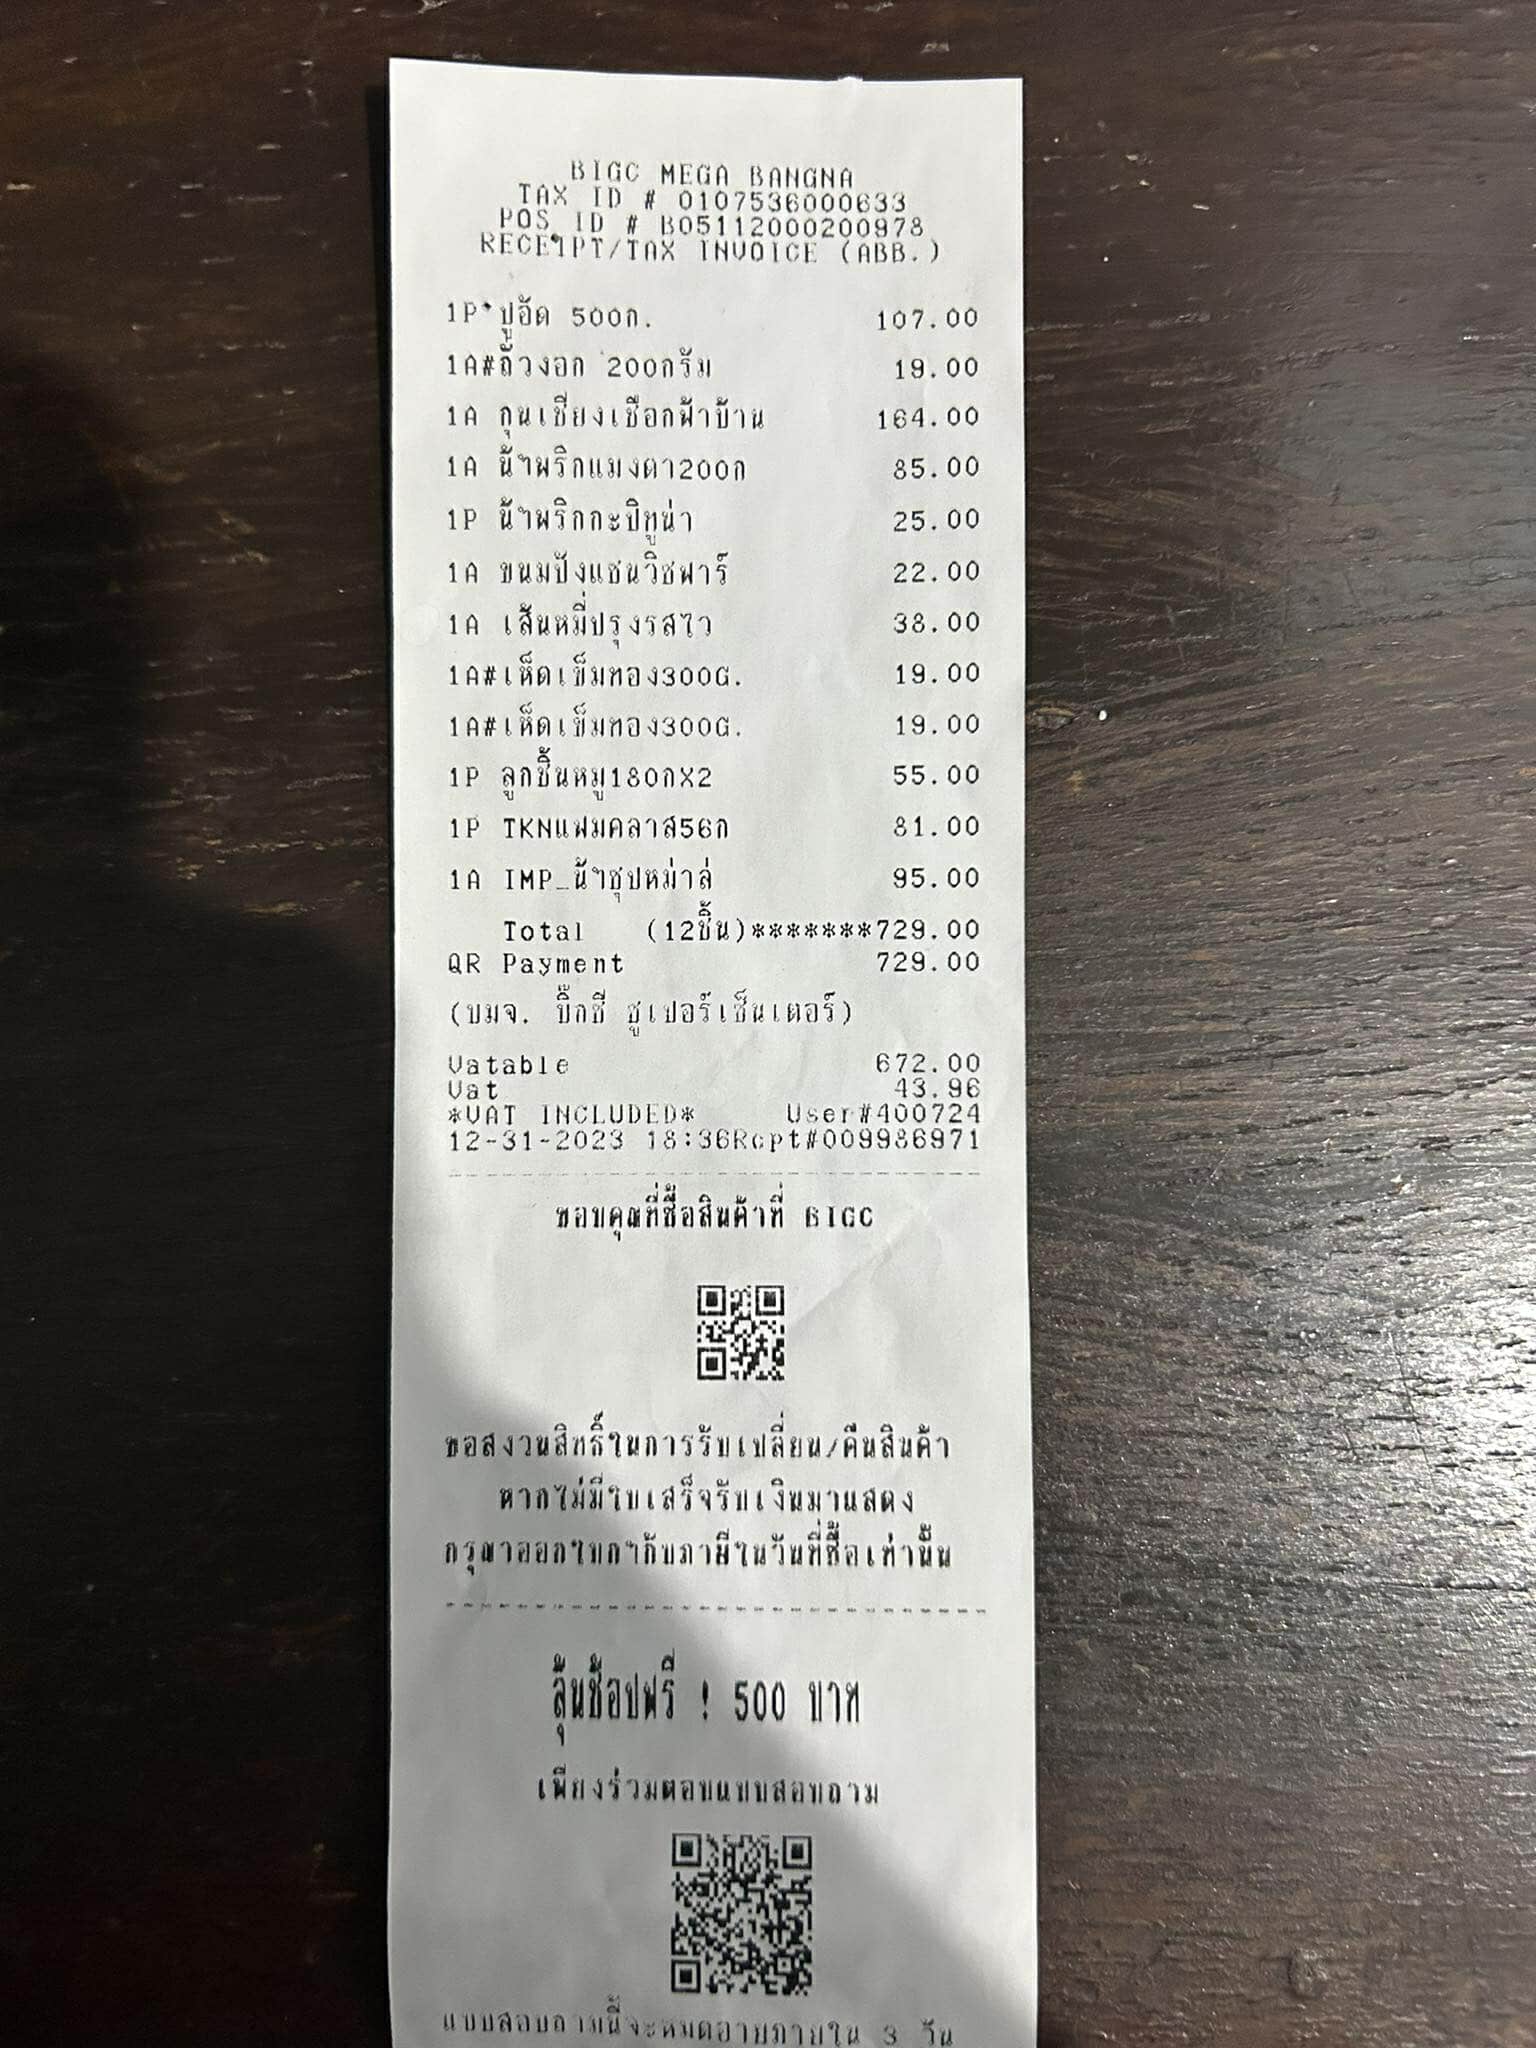 BIGC MEGA BANGNA
TAX ID # 0107536000633
POS ID # B05112000200978
RECEIPT/TAX INVOICE (ABB.)
1P ปูอัด 500ก. 107.00
1A#ถั่วงอก 200กรัม 19.00
1A กุนเชียงเชือกฟ้าบ้าน 164.00
1A น้ำพริกแมงดา200ก 85.00
1P น้ำพริกกะปิทูน่า 25.00
1A ขนมปังแซนวิชฟาร์ 22.00
1A เส้นหมี่ปรุงรสไว 38.00
1A#เห็ดเข็มทอง300G. 19.00
1A#เห็ดเข็มทอง300G. 19.00
1P ลูกชิ้นหมู180กX2 55.00
1P TKNแฟมคลาส56ก 81.00
1A IMP_น้ำซุปหม่าล่ 95.00
Total (12ชิ้น)*******729.00
QR Payment 729.00
(บมจ. บิ๊กซี ซูเปอร์เซ็นเตอร์)
Vatable 672.00
Vat 43.96
*VAT INCLUDED* User#400724
12-31-2023 18:36Rcpt#009986971
ขอบคุณที่ซื้อสินค้าที่ BIGC
ขอสงวนสิทธิ์ในการรับเปลี่ยน/คืนสินค้า
หากไม่มีใบเสร็จรับเงินมาแสดง
กรุณาออกใบกำกับภาษีในวันที่ซื้อเท่านั้น
ลุ้นช้อปฟรี ! 500 บาท
เพียงร่วมตอบแบบสอบถาม
แบบสอบถามนี้จะหมดอายุภายใน 3 วัน